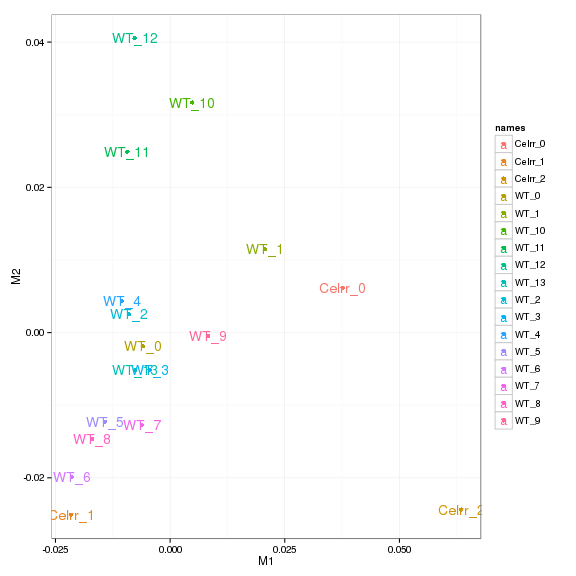 WT_12
0.04
WT_10
WT_11
names
Celrr_0
Celrr_1
Celrr_2
WT_0
WT_1
WT_10
WT_11
WT_12
WT_13
WT_2
WT_3
WT_4
WT_5
WT_6
WT_7
WT_8
WT_9
0.02
WT_1
M2
Celrr_0
WT_4
WT_2
0.00
WT_9
WT_0
WT_13
WT_3
WT_5
WT_7
WT_8
WT_6
-0.02
Celrr_1
Celrr_2
-0.025
0.000
0.025
0.050
M1